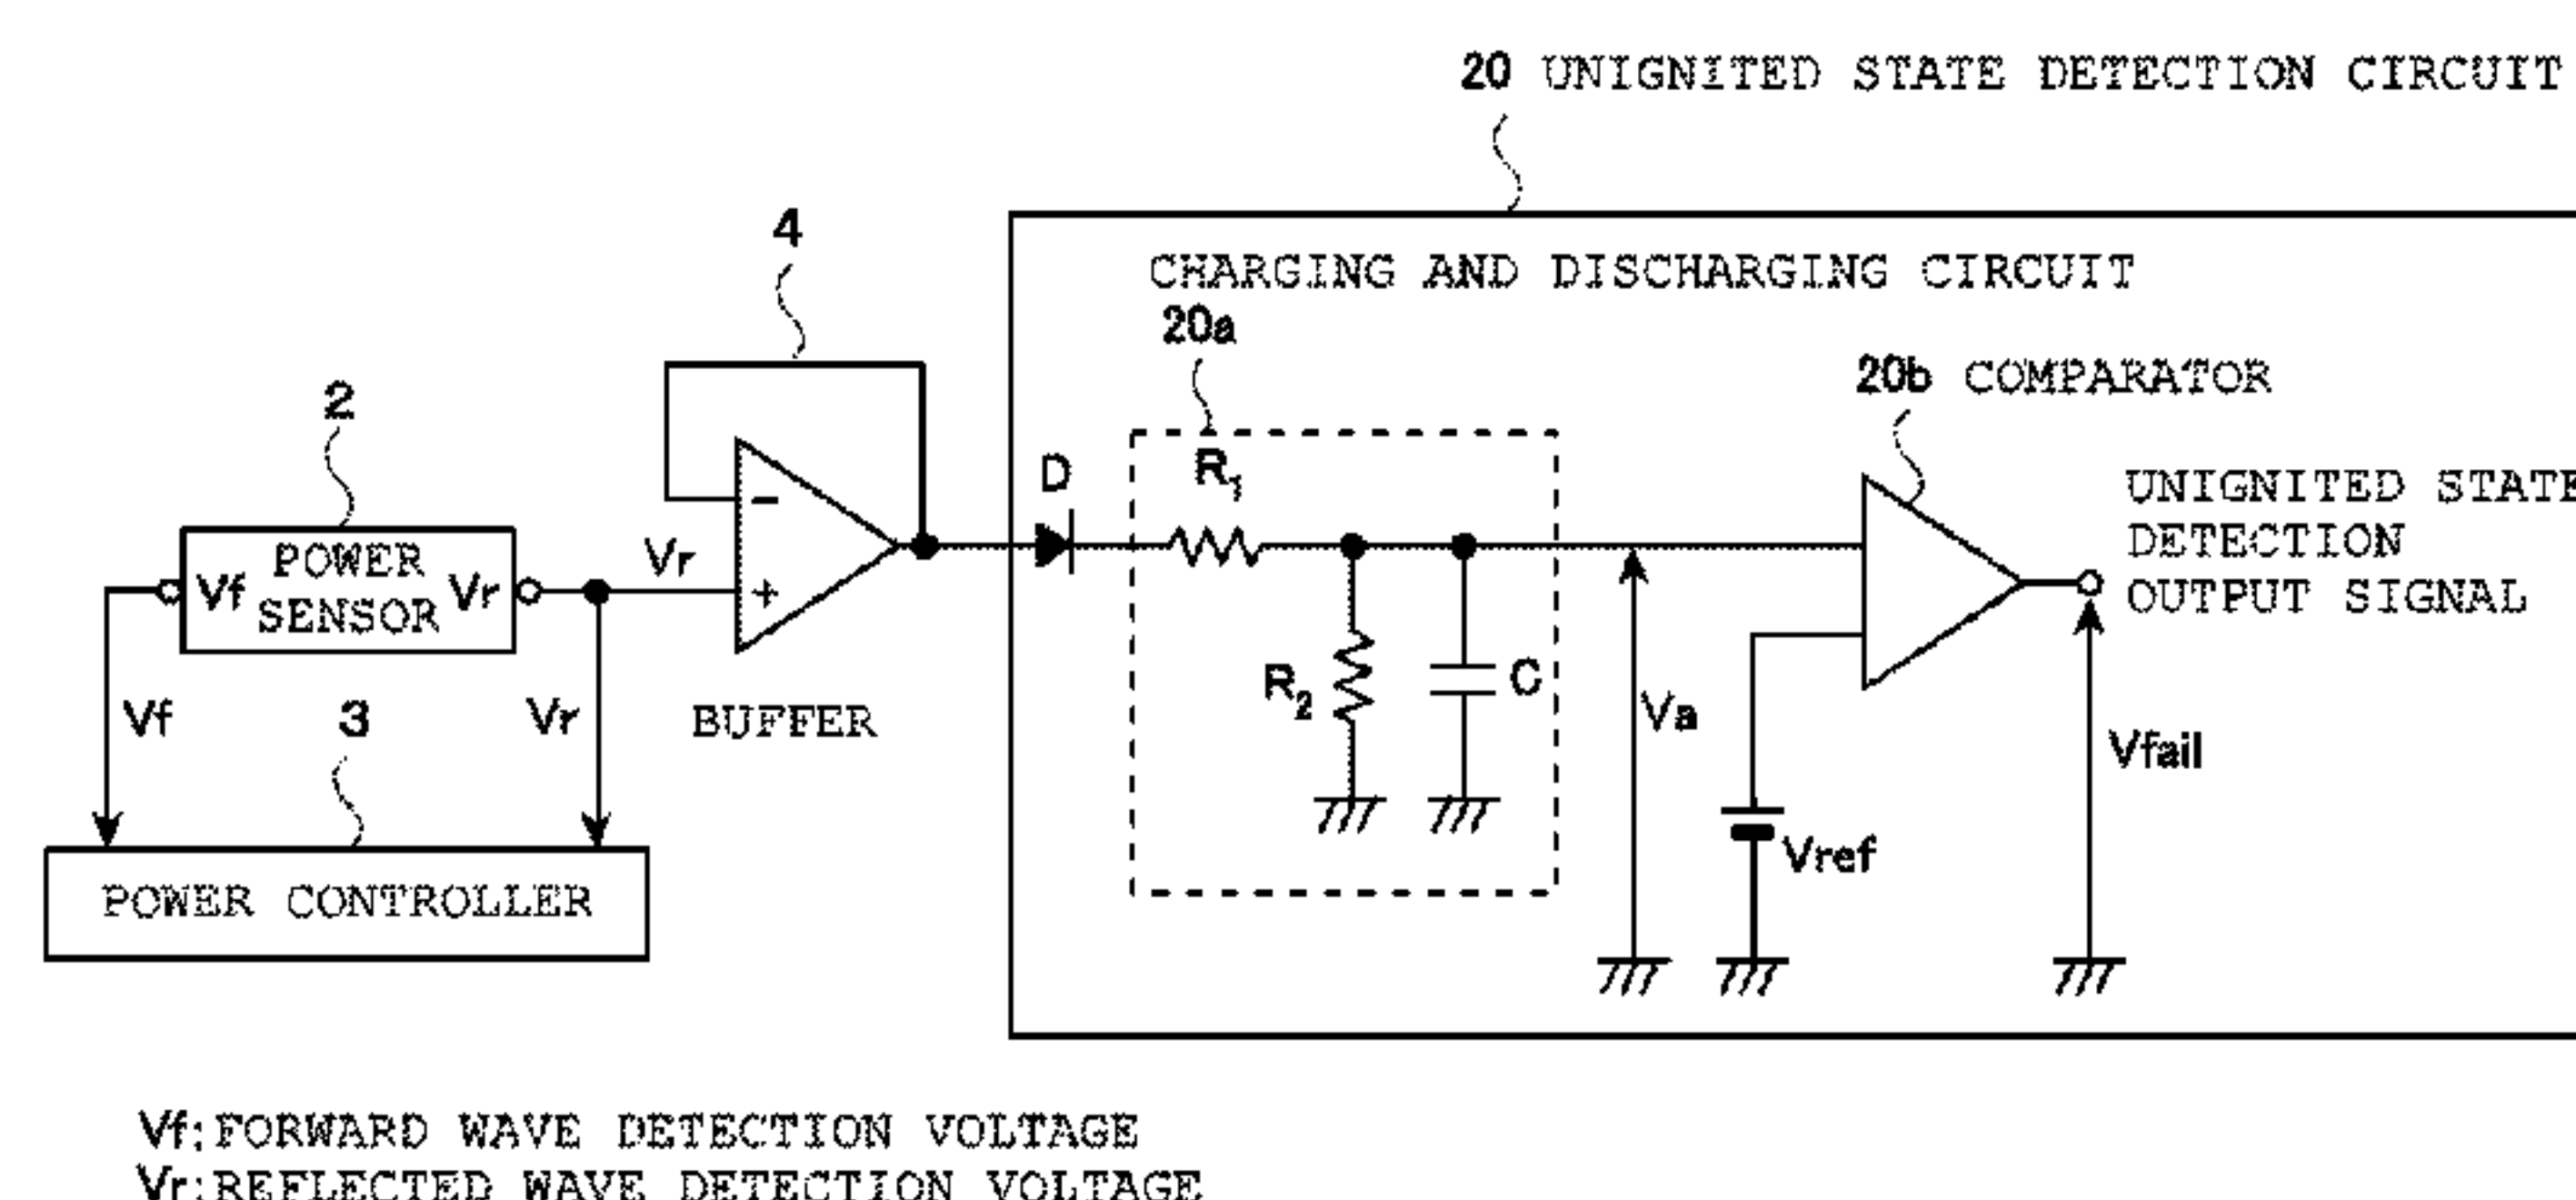 20 UNIGNITED STATE DETECTION CIRCUIT
4
CHARGING AND DISCHARGING CIRCUIT
20a
20b COMPARATOR
2
D
R1
UNIGNITED STATE
DETECTION
OUTPUT SIGNAL
POWER
SENSOR
Vf
Vr
Vr
-
+
R2
C
Va
Vf
3
Vr
BUFFER
Vfail
Vref
POWER CONTROLLER
Vf:FORWARD WAVE DETECTION VOLTAGE
Vr:REFLECTED WAVE DETECTION VOLTAGE